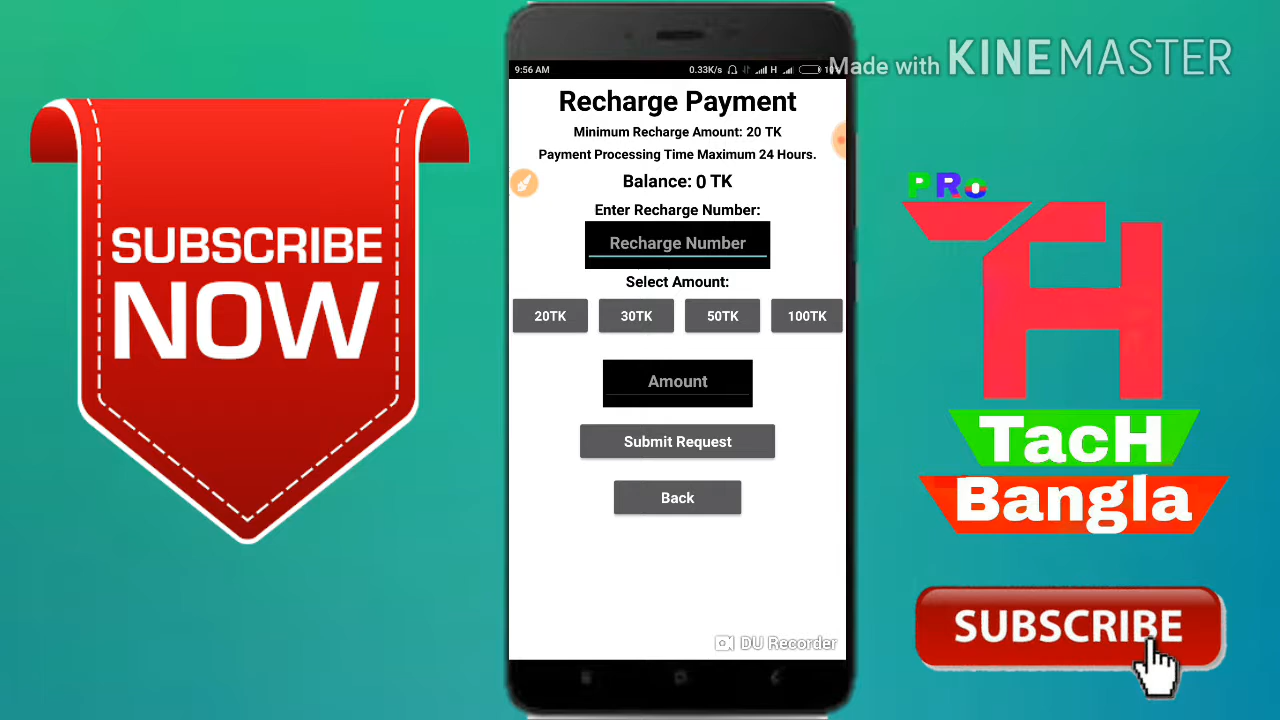 Made with KINEMASTER
9:56 AM
0.33K/s
H
Recharge Payment
Minimum Recharge Amount: 20 TK
Payment Processing Time Maximum 24 Hours.
Balance: 0 TK
Enter Recharge Number:
Recharge Number
Select Amount:
20TK 30TK 50TK 100TK
Amount
Submit Request
Back
DU Recorder
SUBSCRIBE
NOW
PRo
TH
TacH
Bangla
SUBSCRIBE